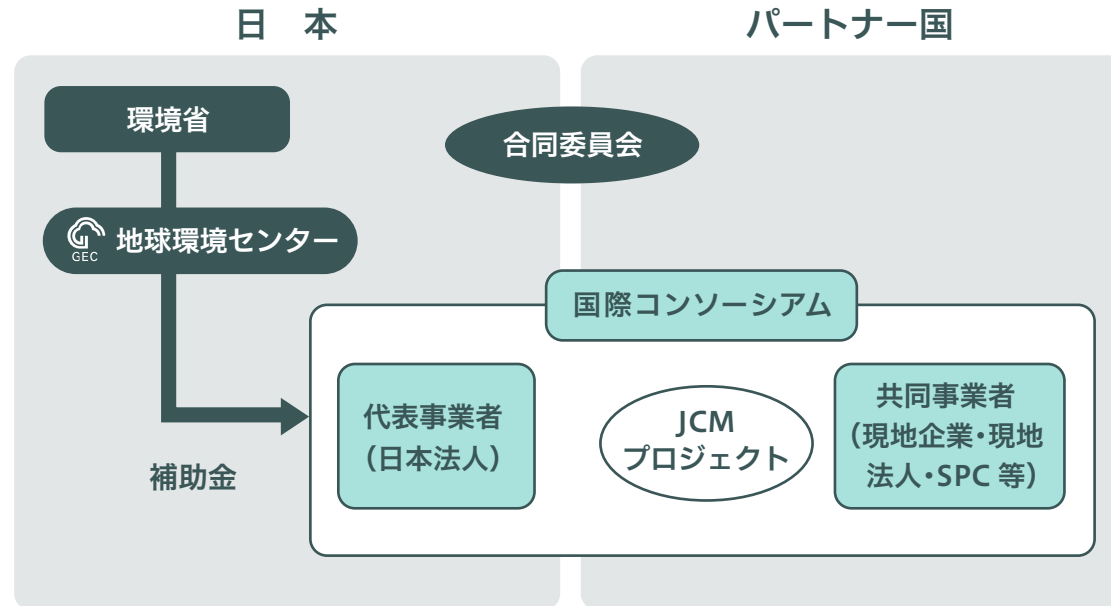 日　本
パートナー国
環境省
合同委員会
GEC
地球環境センター
国際コンソーシアム
代表事業者
（日本法人）
JCM
プロジェクト
共同事業者
（現地企業・現地
法人・SPC 等）
補助金